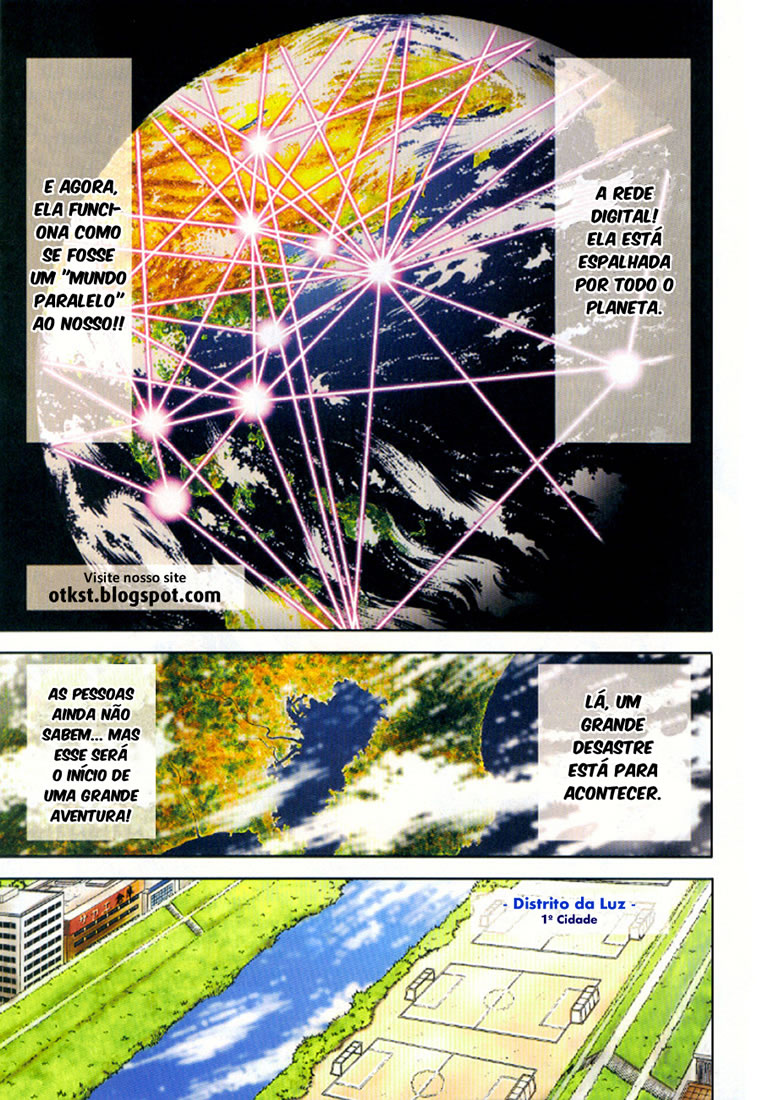 A REDE
DIGITAL!
ELA ESTÁ
ESPALHADA
POR TODO O
PLANETA.
E AGORA,
ELA FUNCI-
ONA COMO
SE FOSSE
UM "MUNDO
PARALELO"
AO NOSSO!!
Visite nosso site
otkst.blogspot.com
LÁ, UM
GRANDE
DESASTRE
ESTÁ PARA
ACONTECER.
AS PESSOAS
AINDA NÃO
SABEM... MAS
ESSE SERÁ
O INÍCIO DE
UMA GRANDE
AVENTURA!
- Distrito da Luz -
1º Cidade